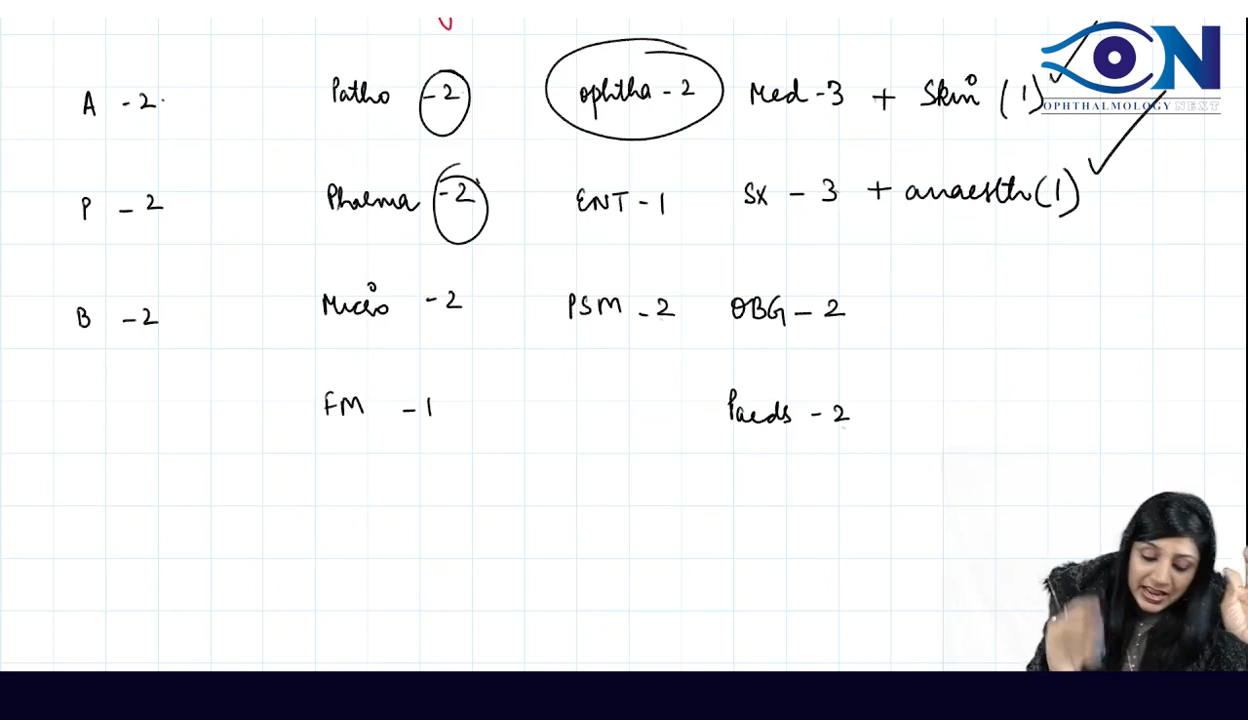 ON
OPHTHALMOLOGY NEXT
A - 2
Patho - 2
ophtha - 2
Med - 3 + Skin (1)
P - 2
Pharma - 2
ENT - 1
Sx - 3 + anaesth (1)
B - 2
Micro - 2
PSM - 2
OBG - 2
FM - 1
Paeds - 2